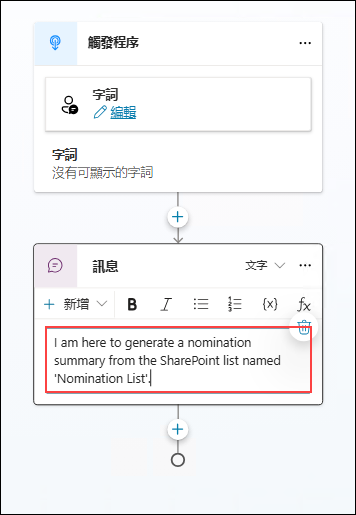 觸發程序
字詞
編輯
字詞
沒有可顯示的字詞
訊息
文字
新增
B
I
{x}
fx
I am here to generate a nomination
summary from the SharePoint list named
'Nomination List'.